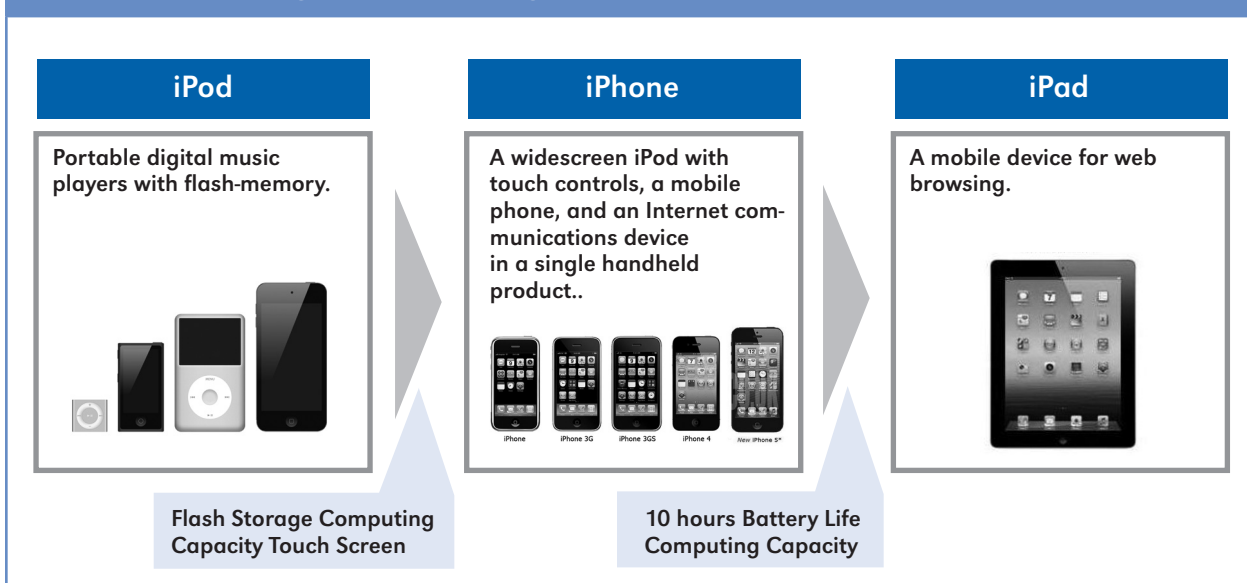 iPod
Portable digital music
players with flash-memory.
iPhone
A widescreen iPod with
touch controls, a mobile
phone, and an Internet com-
munications device
in a single handheld
product..
iPhone
iPhone 3G
iPhone 3GS
iPhone 4
New iPhone 5*
iPad
A mobile device for web
browsing.
Flash Storage Computing
Capacity Touch Screen
10 hours Battery Life
Computing Capacity